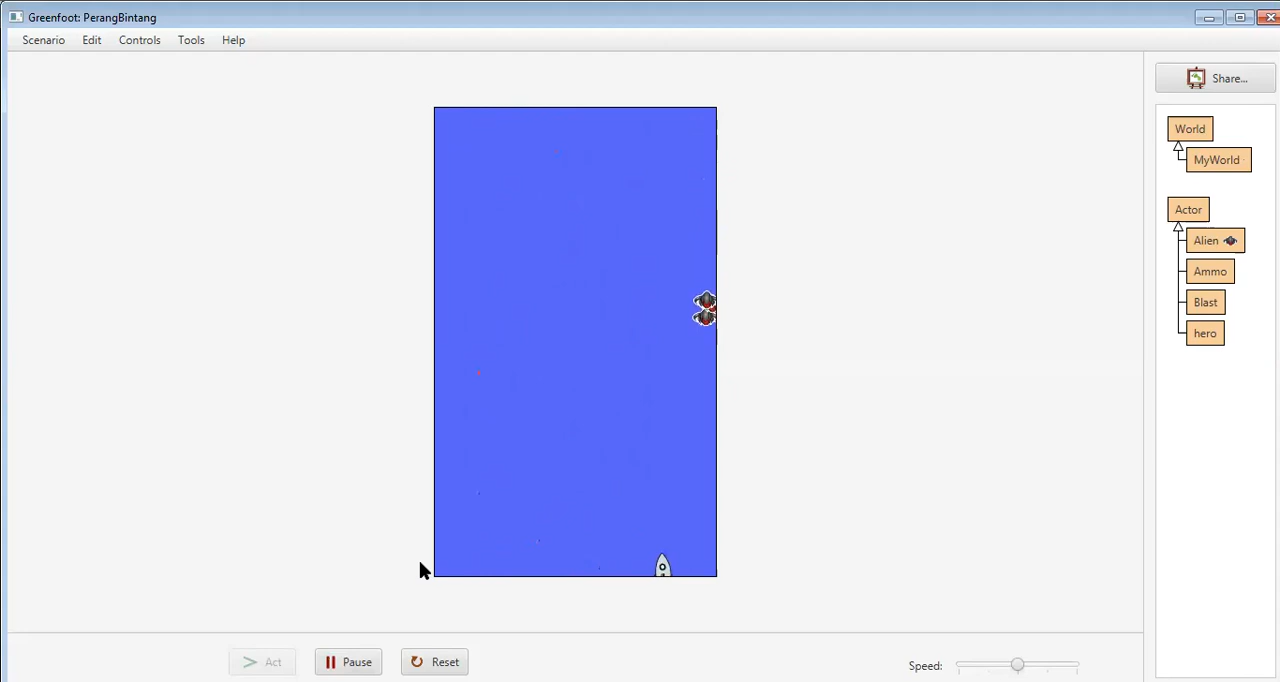 Greenfoot: PerangBintang
Scenario Edit Controls Tools Help
Share...
World
MyWorld
Actor
Alien
Ammo
Blast
hero
Act Pause Reset
Speed: